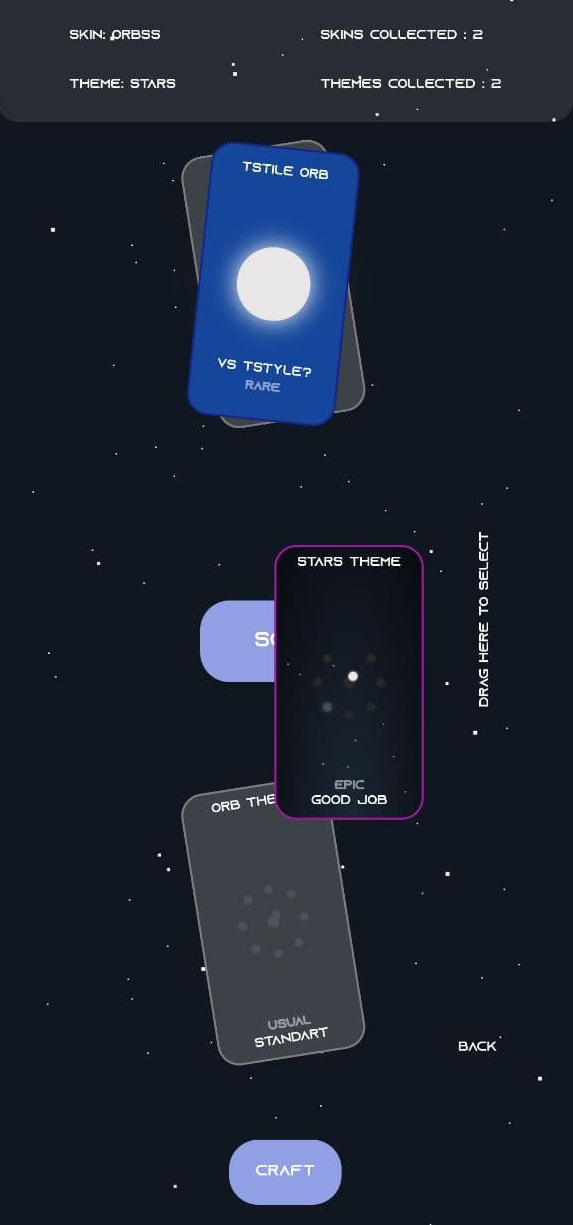 SKIN: ORBSS
SKINS COLLECTED : 2
THEME: STARS
THEMES COLLECTED : 2
TSTILE ORB
VS TSTYLE?
RARE
DRAG HERE TO SELECT
STARS THEME
EPIC
GOOD JOB
ORB
USUAL
STANDART
BACK
CRAFT